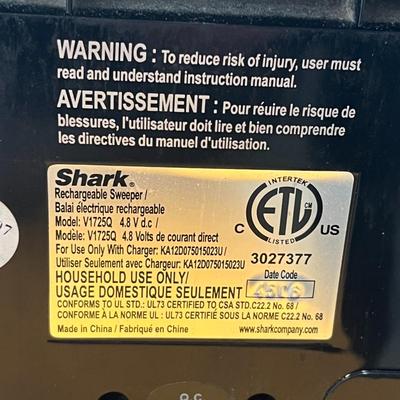 WARNING: To reduce risk of injury, user must
read and understand instruction manual.
AVERTISSEMENT: Pour réuire le risque de
blessures, l'utilisateur doit lire et bien comprendre
les directives du manuel d'utilisation.
Shark®
Rechargeable Sweeper/
Balai électrique rechargeable
Model: V1725Q 4.8 V d.c /
Modèle: V1725Q 4.8 Volts de courant direct
For Use Only With Charger: KA12D075015023U/
Utiliser Seulement avec Chargeur: KA12D075015023U
HOUSEHOLD USE ONLY/
USAGE DOMESTIQUE SEULEMENT
CONFORMS TO UL STD.: UL73 CERTIFIED TO CSA STD.C22.2 No. 68 /
CONFORME À LA NORME UL : UL73 CERTIFIÉ SOUS LA NORME C22.2 No. 68
Made in China / Fabriqué en Chine
www.sharkcompany.com/
INTERTEK
ETL CM
LISTED
C US
3027377
Date Code